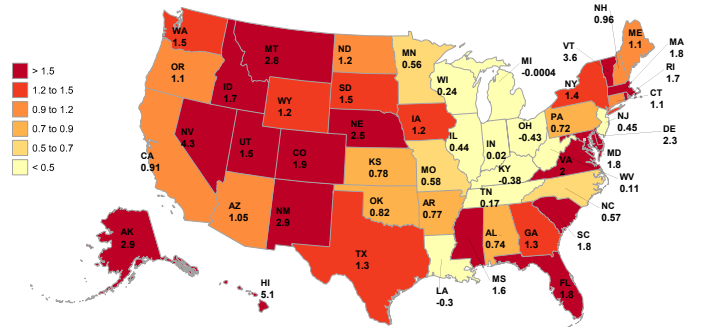 > 1.5
1.2 to 1.5
0.9 to 1.2
0.7 to 0.9
0.5 to 0.7
< 0.5
WA
1.5
OR
1.1
CA
0.91
NV
4.3
ID
1.7
MT
2.8
WY
1.2
UT
1.5
CO
1.9
AZ
1.05
NM
2.9
ND
1.2
SD
1.5
NE
2.5
KS
0.78
OK
0.82
TX
1.3
MN
0.56
IA
1.2
MO
0.58
AR
0.77
LA
-0.3
WI
0.24
IL
0.44
MI
-0.0004
IN
0.02
OH
-0.43
KY
-0.38
TN
0.17
MS
1.6
AL
0.74
GA
1.3
FL
1.8
SC
1.8
NC
0.57
VA
2
WV
0.11
MD
1.8
DE
2.3
PA
0.72
NJ
0.45
NY
1.4
CT
1.1
RI
1.7
MA
1.8
VT
3.6
NH
0.96
ME
1.1
AK
2.9
HI
5.1